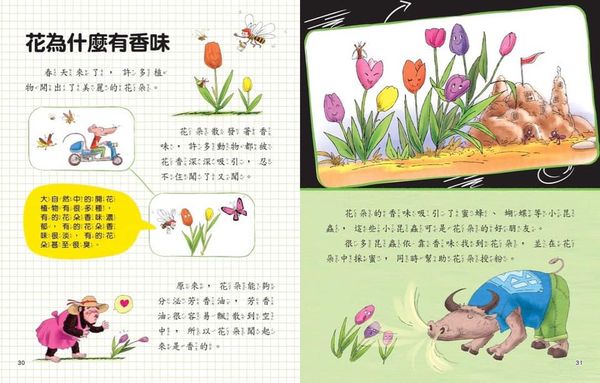 花為什麼有香味
春天來了，許多植
物開出了美麗的花朵。
花朵散發著香
味，許多動物都被
花香深深吸引，忍
不住聞了又聞。
大自然中的開花
植物有很多種，
有的花朵香味濃
郁，有的花朵香
味很淡，有的花
朵甚至很臭。
原來，花朵能夠
分泌芳香油，芳香
油很容易飄散到空
中，所以花朵聞起
來是香的。
30
花朵的香味吸引了蜜蜂、蝴蝶等小昆
蟲，這些小昆蟲可是花朵的好朋友。
很多昆蟲依靠香味找到花朵，並在花
朵中採蜜，同時幫助花朵授粉。
31